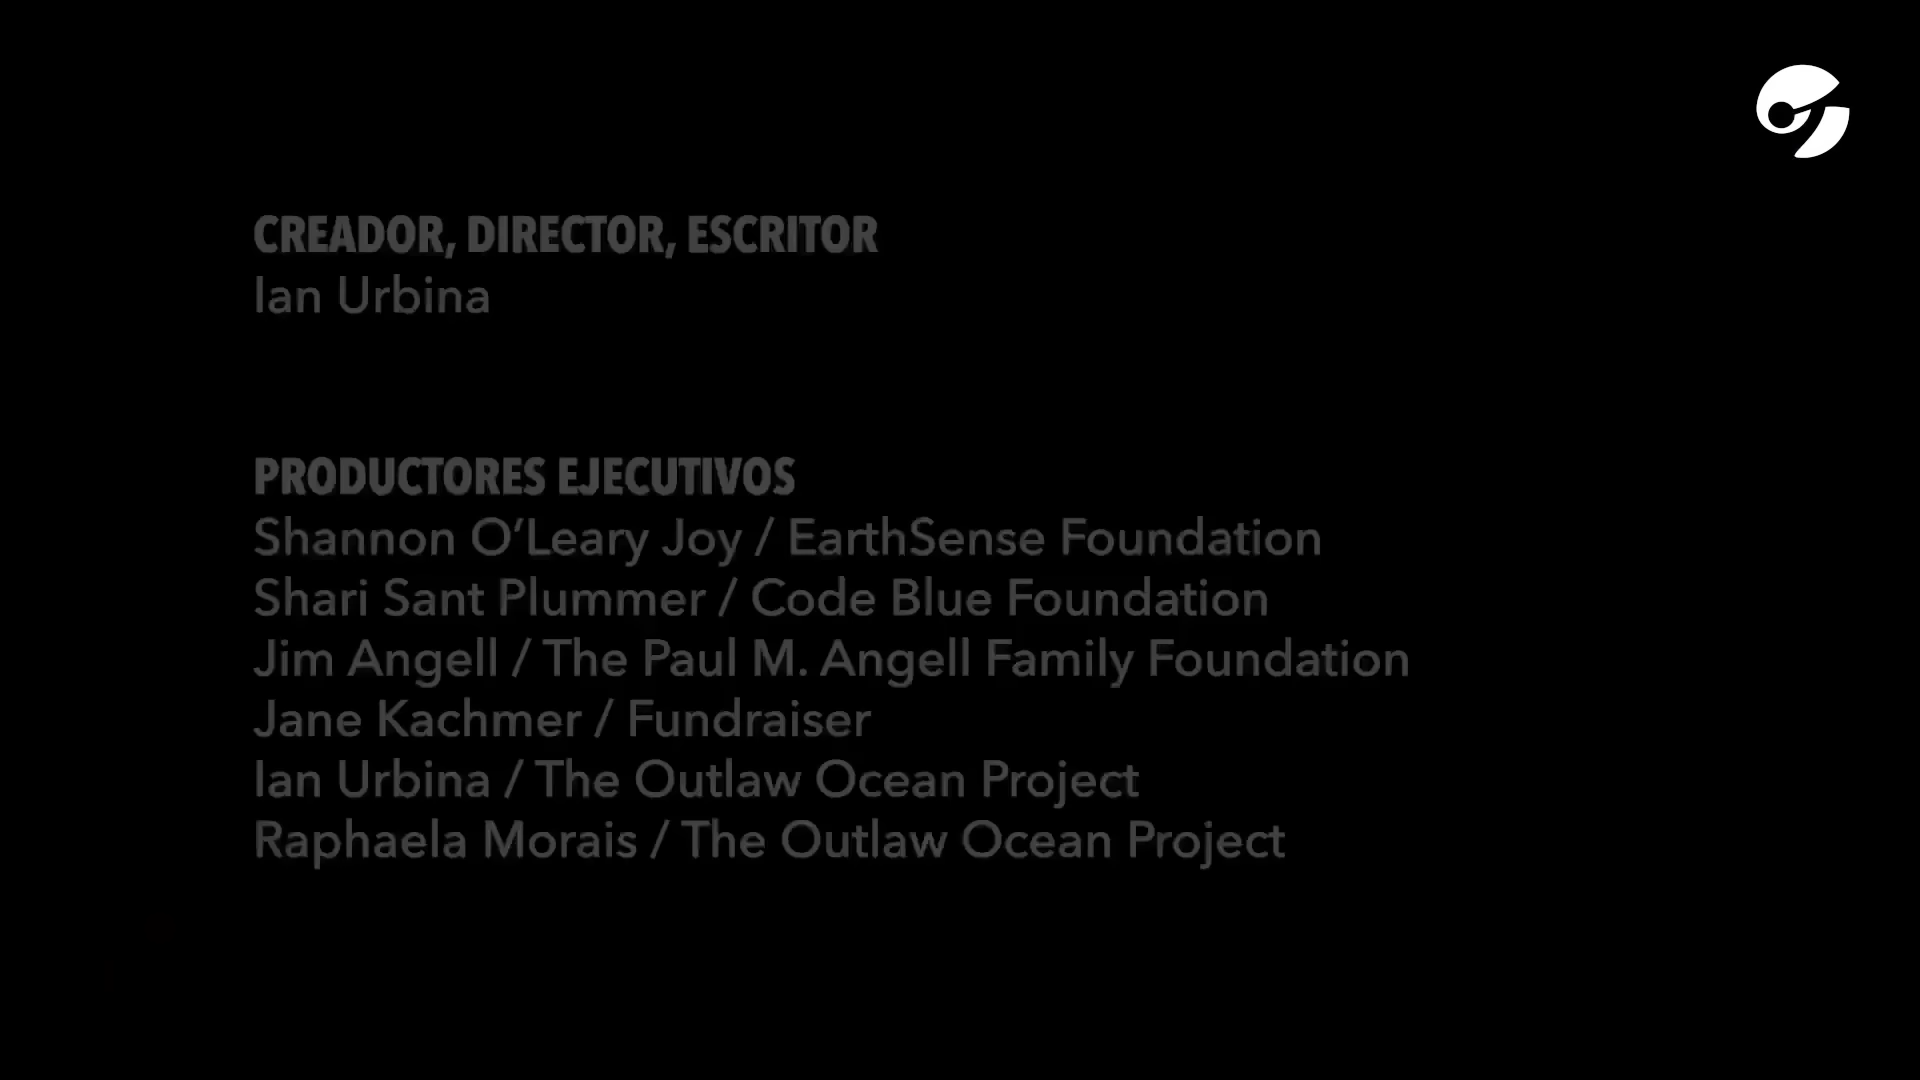 CREADOR, DIRECTOR, ESCRITOR
Ian Urbina
PRODUCTORES EJECUTIVOS
Shannon O’Leary Joy / EarthSense Foundation
Shari Sant Plummer / Code Blue Foundation
Jim Angell / The Paul M. Angell Family Foundation
Jane Kachmer / Fundraiser
Ian Urbina / The Outlaw Ocean Project
Raphaela Morais / The Outlaw Ocean Project